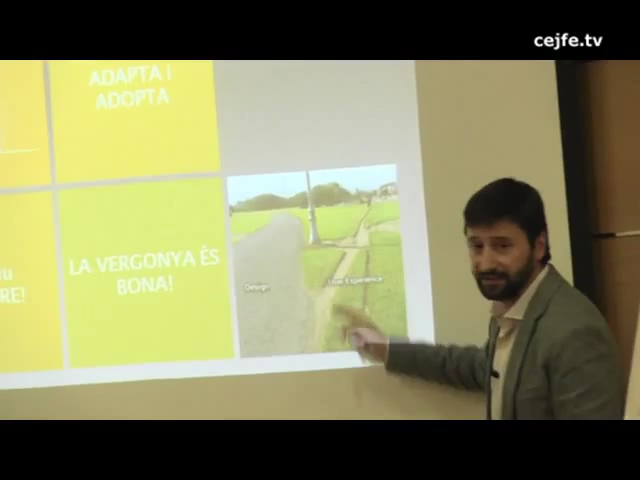 cejfe.tv
ADAPTA I
ADOPTA
RE!
LA VERGONYA ÉS
BONA!
Design
User Experience